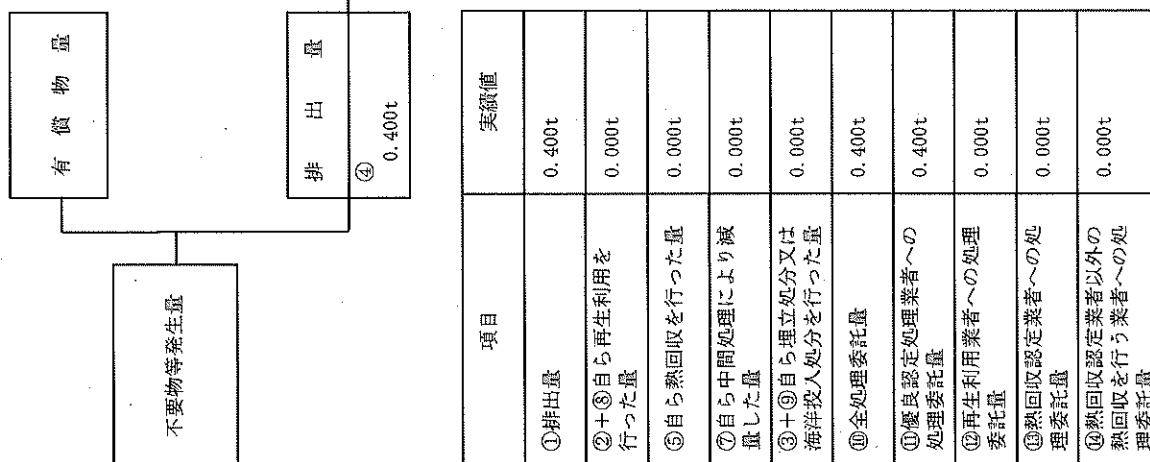 有償物量
不要物等発生量
排出量
④
0.400t
項目
実績値
①排出量
0.400t
②+⑧自ら再生利用を
行った量
0.000t
⑤自ら熱回収を行った量
0.000t
⑦自ら中間処理により減
量した量
0.000t
③+⑨自ら埋立処分又は
海洋投入処分を行った量
0.000t
⑩全処理委託量
0.400t
⑪優良認定処理業者への
処理委託量
0.400t
⑫再生利用業者への処理
委託量
0.000t
⑬熱回収認定業者への処
理委託量
0.000t
⑭熱回収認定業者以外の
熱回収を行う業者への処
理委託量
0.000t